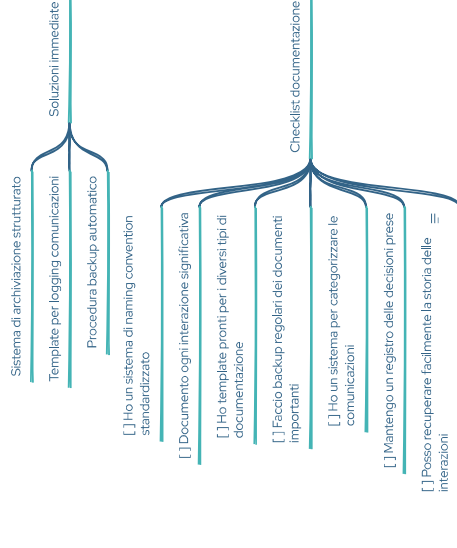 Soluzioni immediate
Sistema di archiviazione strutturato
Template per logging comunicazioni
Procedura backup automatico
Checklist documentazione
[ ] Ho un sistema di naming convention
standardizzato
[ ] Documento ogni interazione significativa
[ ] Ho template pronti per i diversi tipi di
documentazione
[ ] Faccio backup regolari dei documenti
importanti
[ ] Ho un sistema per categorizzare le
comunicazioni
[ ] Mantengo un registro delle decisioni prese
[ ] Posso recuperare facilmente la storia delle
interazioni